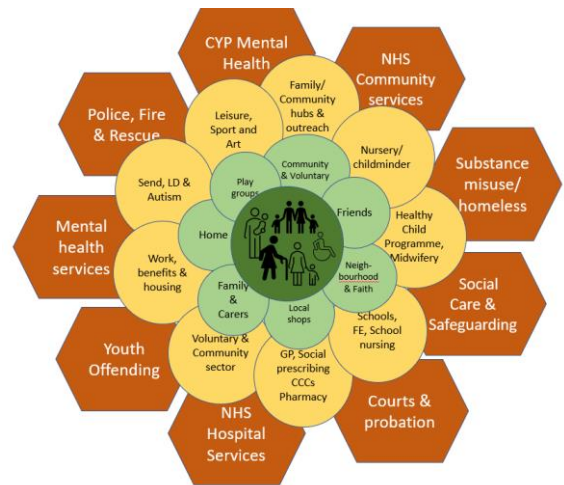 CYP Mental
Health
NHS
Community
services
Substance
misuse/
homeless
Social
Care &
Safeguarding
Courts &
probation
NHS
Hospital
Services
Youth
Offending
Mental
health
services
Police, Fire
& Rescue
Family/
Community
hubs &
outreach
Nursery/
childminder
Healthy
Child
Programme,
Midwifery
Schools,
FE, School
nursing
GP, Social
prescribing
CCCs
Pharmacy
Voluntary &
Community
sector
Work,
benefits &
housing
Send, LD &
Autism
Leisure,
Sport and
Art
Community
& Voluntary
Friends
Neigh-
bourhood
& Faith
Local
shops
Family
&
Carers
Home
Play
groups